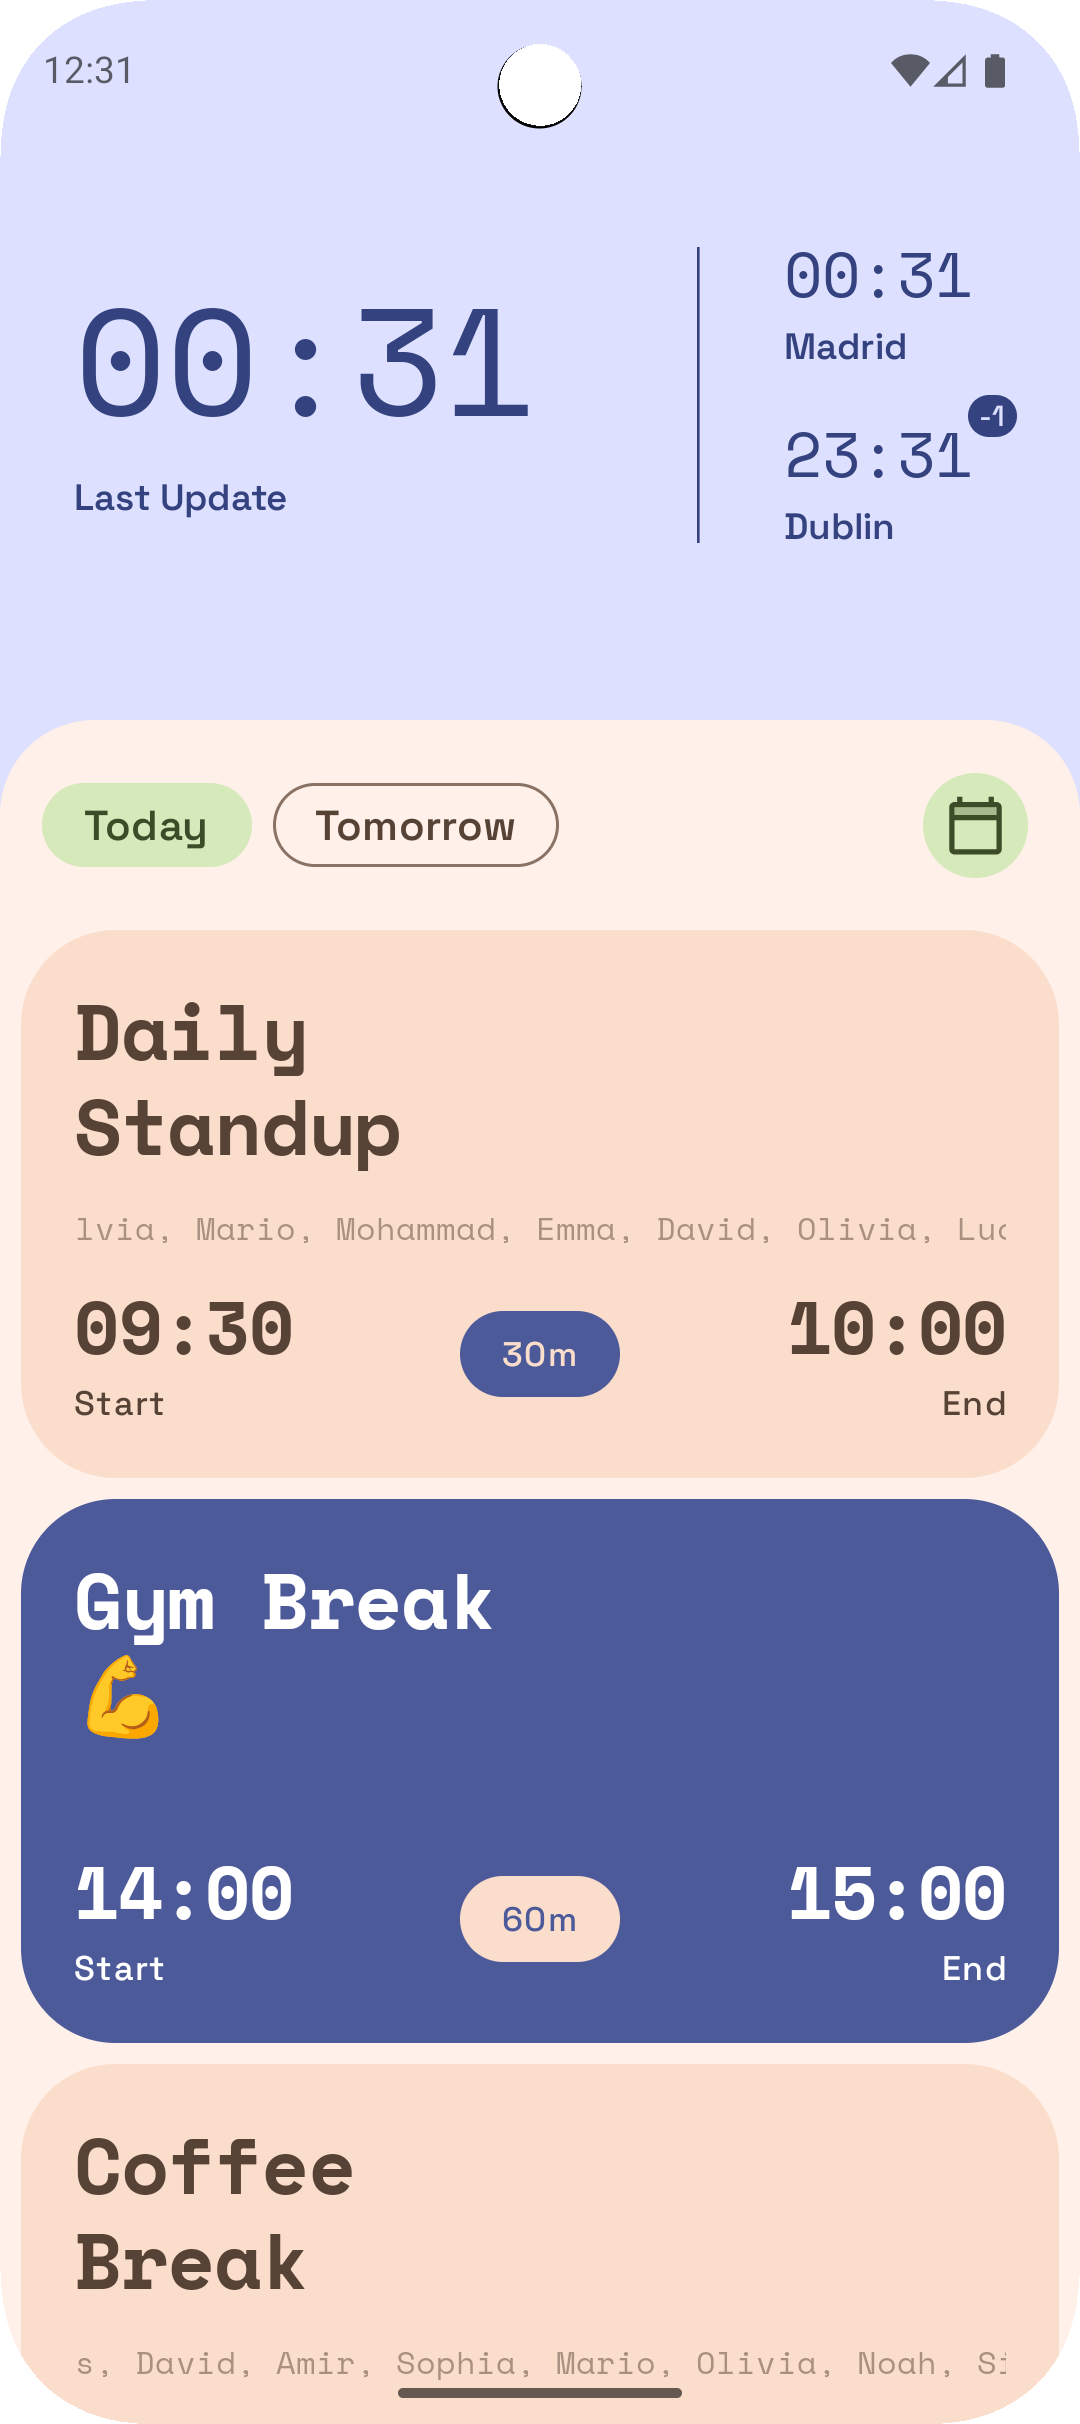 12:31
00:31
Last Update
00:31
Madrid
-1
23:31
Dublin
Today
Tomorrow
Daily
Standup
lvia, Mario, Mohammad, Emma, David, Olivia, Luc
09:30
30m
10:00
Start
End
Gym Break
💪
14:00
60m
15:00
Start
End
Coffee
Break
s, David, Amir, Sophia, Mario, Olivia, Noah, Si